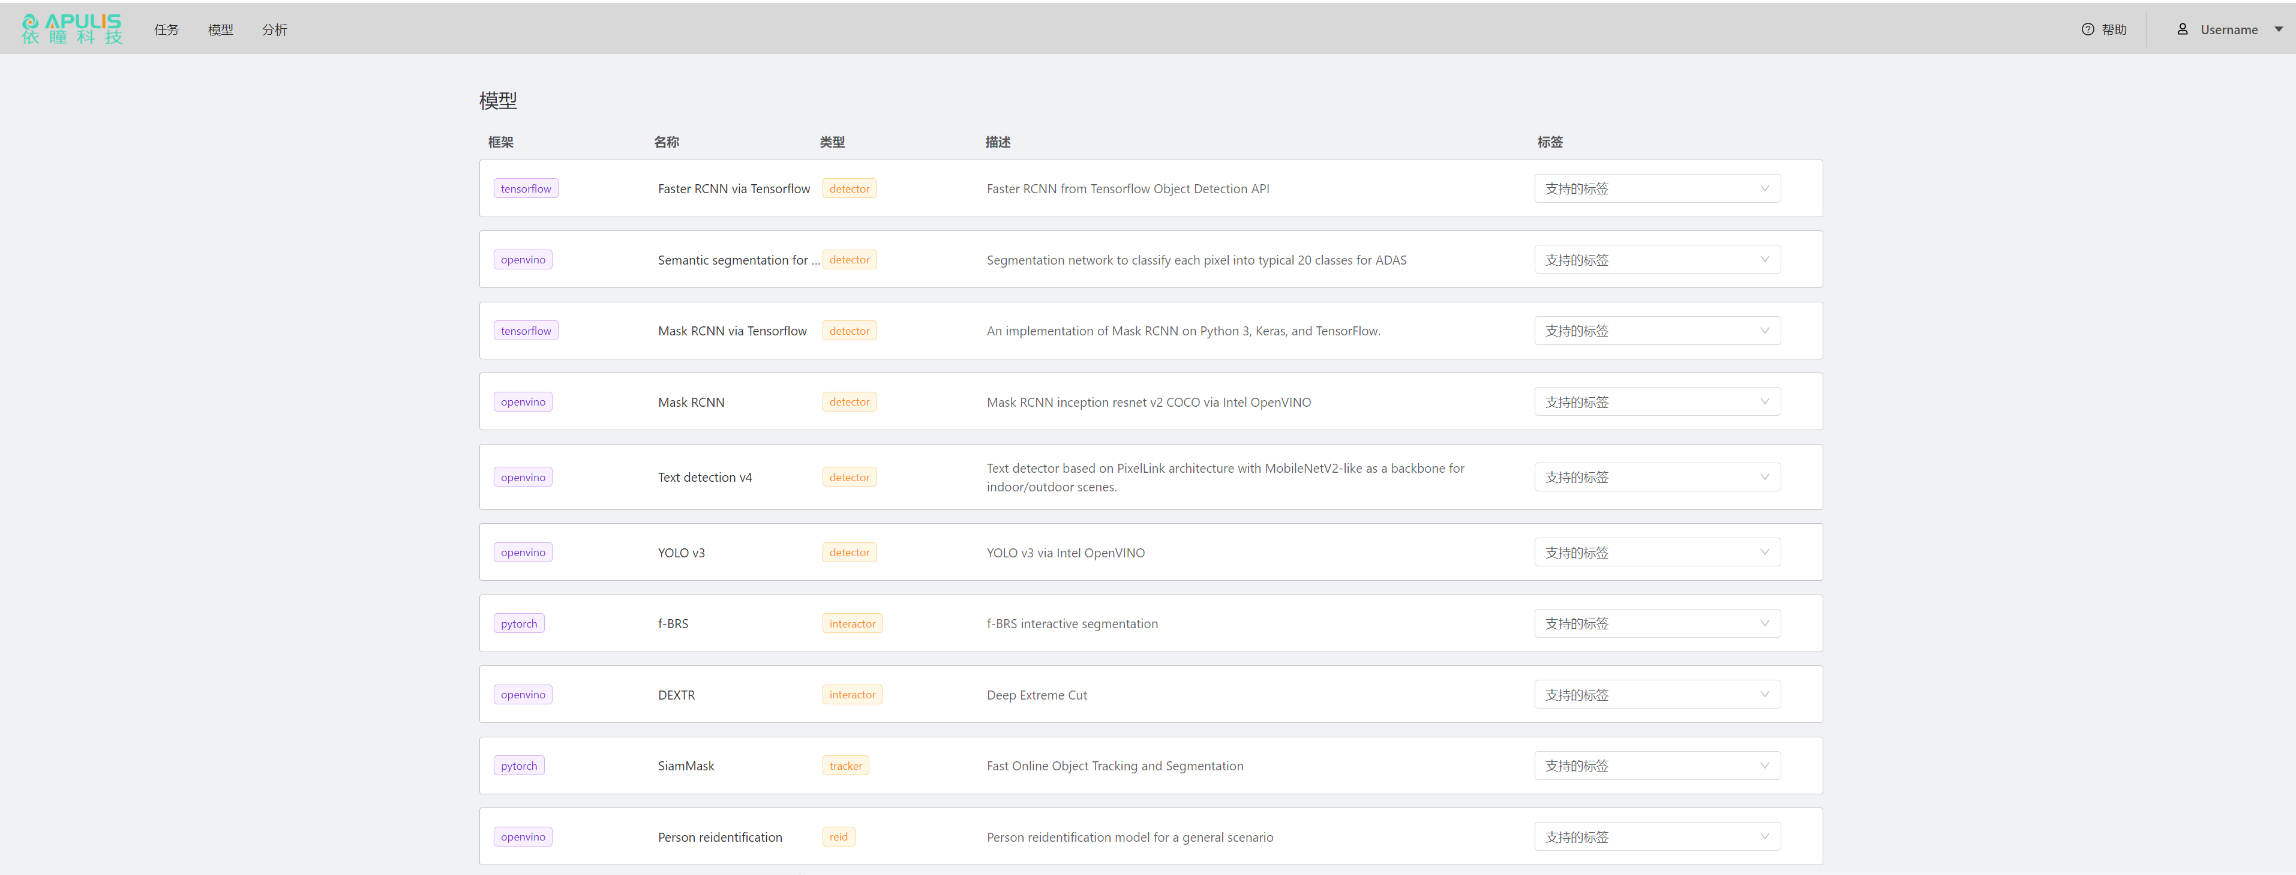 APULIS
依瞳科技
任务 模型 分析 帮助 Username
模型
框架 名称 类型 描述 标签
tensorflow Faster RCNN via Tensorflow detector Faster RCNN from Tensorflow Object Detection API 支持的标签
openvino Semantic segmentation for ... detector Segmentation network to classify each pixel into typical 20 classes for ADAS 支持的标签
tensorflow Mask RCNN via Tensorflow detector An implementation of Mask RCNN on Python 3, Keras, and TensorFlow. 支持的标签
openvino Mask RCNN detector Mask RCNN inception resnet v2 COCO via Intel OpenVINO 支持的标签
openvino Text detection v4 detector Text detector based on PixelLink architecture with MobileNetV2-like as a backbone for
indoor/outdoor scenes. 支持的标签
openvino YOLO v3 detector YOLO v3 via Intel OpenVINO 支持的标签
pytorch f-BRS interactor f-BRS interactive segmentation 支持的标签
openvino DEXTR interactor Deep Extreme Cut 支持的标签
pytorch SiamMask tracker Fast Online Object Tracking and Segmentation 支持的标签
openvino Person reidentification reid Person reidentification model for a general scenario 支持的标签